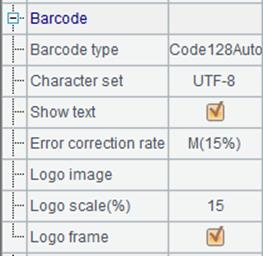 Barcode
Barcode type Code128Auto
Character set UTF-8
Show text
Error correction rate M(15%)
Logo image
Logo scale(%) 15
Logo frame